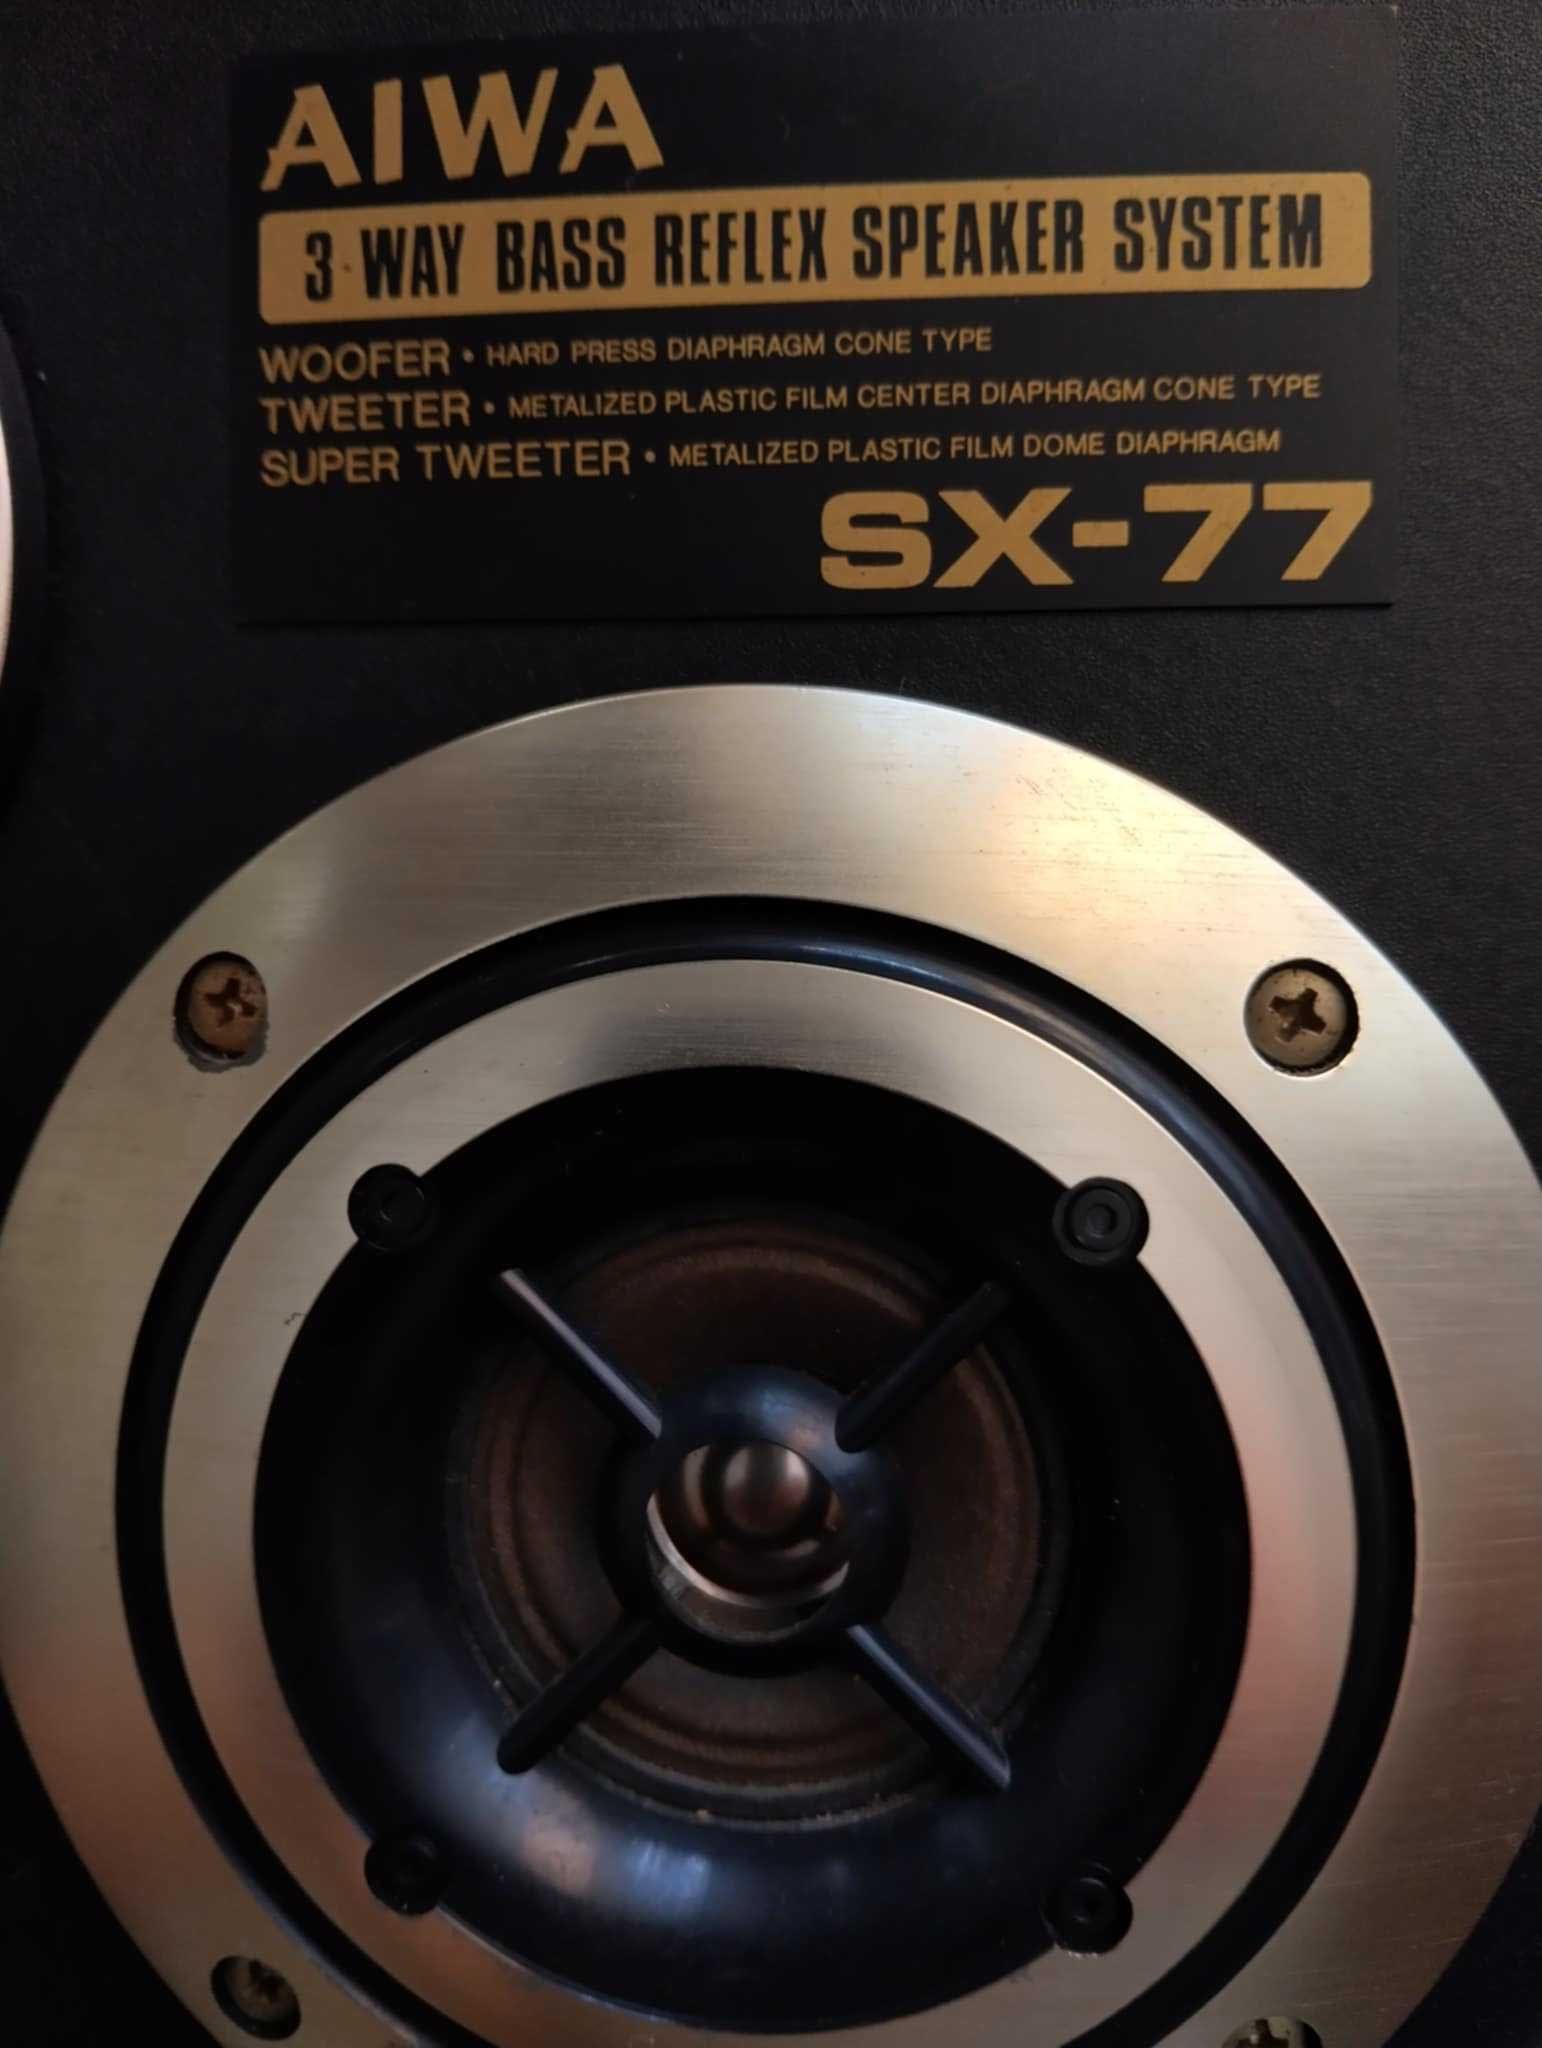 AIWA
3 WAY BASS REFLEX SPEAKER SYSTEM
WOOFER • HARD PRESS DIAPHRAGM CONE TYPE
TWEETER • METALIZED PLASTIC FILM CENTER DIAPHRAGM CONE TYPE
SUPER TWEETER • METALIZED PLASTIC FILM DOME DIAPHRAGM
SX-77